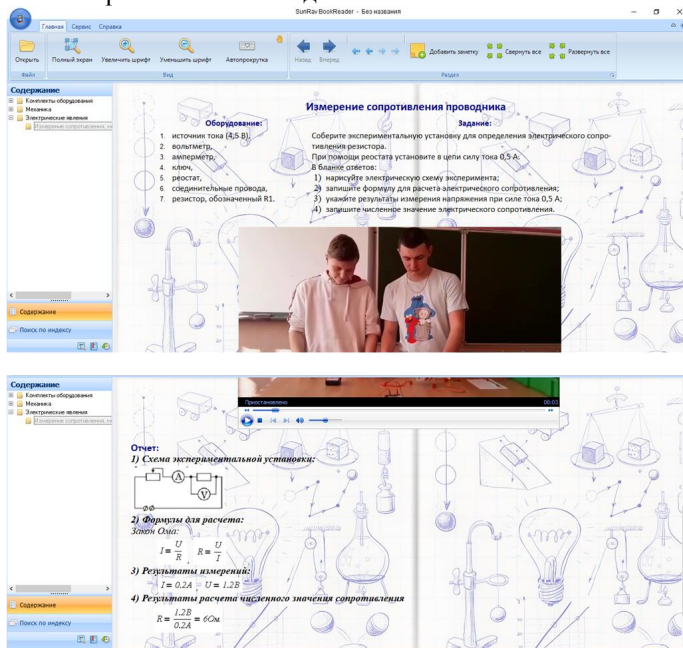 SunRav BookReader - Без названия
Главная Сервис Справка
Открыть
Полный экран
Увеличить шрифт
Уменьшить шрифт
Автопрокрутка
Назад
Вперед
Добавить заметку
Свернуть все
Развернуть все
Файл
Вид
Раздел
Содержание
Комплекты оборудования
Механика
Электрические явления
Измерение сопротивления
Содержание
Поиск по индексу
Измерение сопротивления проводника
Оборудование:
1. источник тока (4,5 В),
2. вольтметр,
3. амперметр,
4. ключ,
5. реостат,
6. соединительные провода,
7. резистор, обозначенный R1.
Задание:
Соберите экспериментальную установку для определения электрического сопро-
тивления резистора.
При помощи реостата установите в цепи силу тока 0,5 А.
В бланке ответов:
1) нарисуйте электрическую схему эксперимента;
2) запишите формулу для расчета электрического сопротивления;
3) укажите результаты измерения напряжения при силе тока 0,5 А;
4) запишите численное значение электрического сопротивления.
Содержание
Комплекты оборудования
Механика
Электрические явления
Измерение сопротивления
Содержание
Поиск по индексу
Приостановлено 00:03
Отчет:
1) Схема экспериментальной установки:
A
V
2) Формулы для расчета:
Закон Ома:
I = U/R , R = U/I
3) Результаты измерений:
I = 0.2A U = 1.2В
4) Результаты расчета численного значения сопротивления
R = 1.2В/0.2А = 6Ом